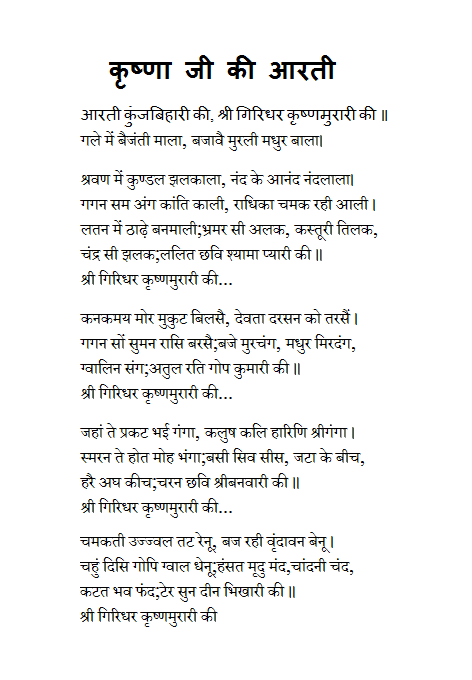 कृष्णा जी की आरती
आरती कुंजबिहारी की, श्री गिरिधर कृष्णमुरारी की ॥
गले में बैजंती माला, बजावै मुरली मधुर बाला।
श्रवण में कुण्डल झलकाला, नंद के आनंद नंदलाला।
गगन सम अंग कांति काली, राधिका चमक रही आली ।
लतन में ठाढ़े बनमाली;भ्रमर सी अलक, कस्तूरी तिलक,
चंद्र सी झलक;ललित छवि श्यामा प्यारी की ॥
श्री गिरिधर कृष्णमुरारी की...
कनकमय मोर मुकुट बिलसै, देवता दरसन को तरसैं ।
गगन सों सुमन रासि बरसै;बजे मुरचंग, मधुर मिरदंग,
ग्वालिन संग;अतुल रति गोप कुमारी की ॥
श्री गिरिधर कृष्णमुरारी की...
जहां ते प्रकट भई गंगा, कलुष कलि हारिणि श्रीगंगा ।
स्मरन ते होत मोह भंगा;बसी सिव सीस, जटा के बीच,
हरै अघ कीच;चरन छवि श्रीबनवारी की ॥
श्री गिरिधर कृष्णमुरारी की...
चमकती उज्ज्वल तट रेनू, बज रही वृंदावन बेनू ।
चहुं दिसि गोपि ग्वाल धेनू;हंसत मृदु मंद,चांदनी चंद,
कटत भव फंद;टेर सुन दीन भिखारी की ॥
श्री गिरिधर कृष्णमुरारी की